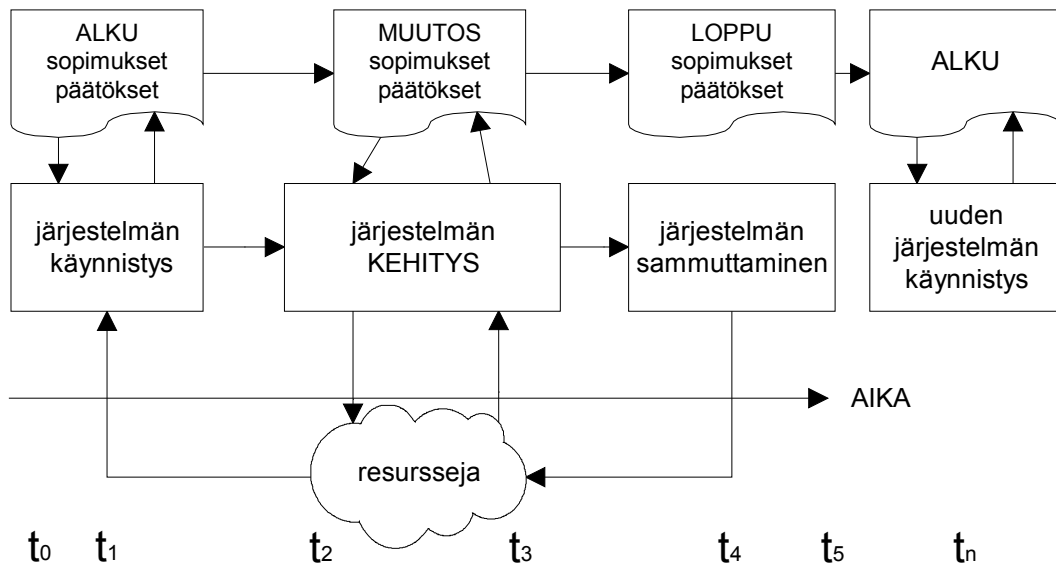 ALKU
sopimukset
päätökset
MUUTOS
sopimukset
päätökset
LOPPU
sopimukset
päätökset
ALKU
järjestelmän
käynnistys
järjestelmän
KEHITYS
järjestelmän
sammuttaminen
uuden
järjestelmän
käynnistys
AIKA
resursseja
t0 t1 t2 t3 t4 t5 tn